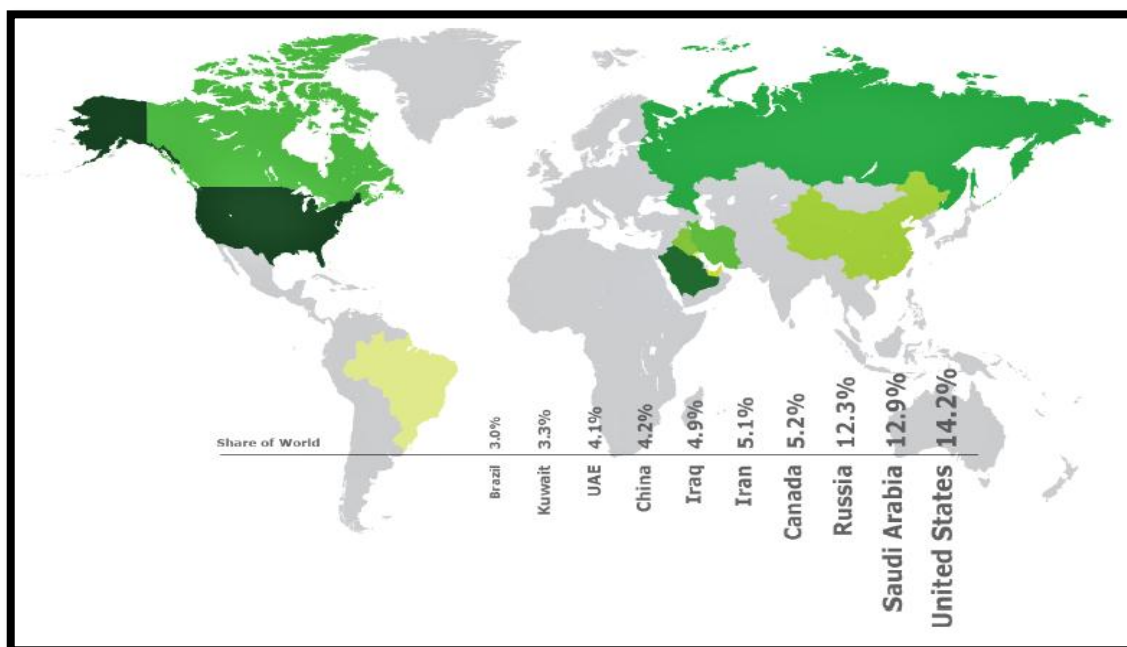 Share of World
3.0%
3.3%
4.1%
4.2%
4.9%
5.1%
5.2%
12.3%
12.9%
14.2%
Brazil
Kuwait
UAE
China
Iraq
Iran
Canada
Russia
Saudi Arabia
United States